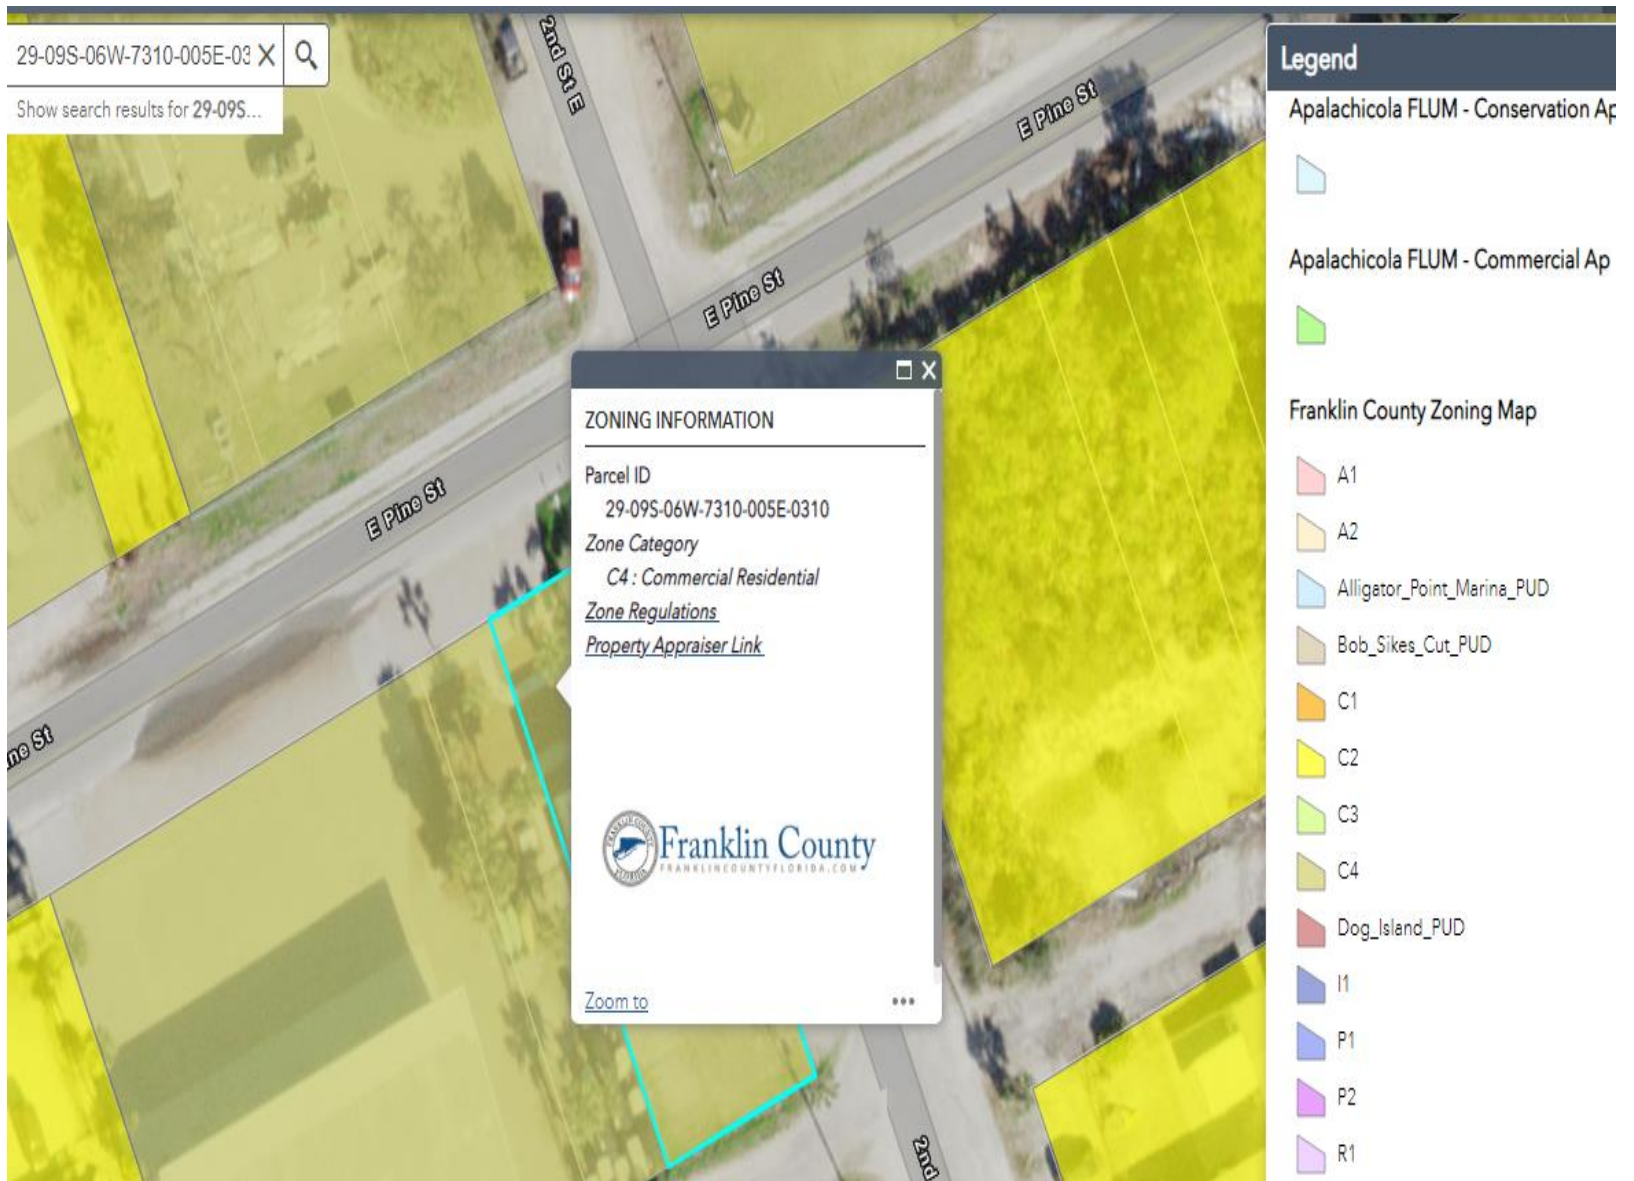 29-09S-06W-7310-005E-03
Show search results for 29-09S...
2nd St E
E Pine St
E Pine St
E Pine St
ne St
2nd
ZONING INFORMATION
Parcel ID
29-09S-06W-7310-005E-0310
Zone Category
C4 : Commercial Residential
Zone Regulations
Property Appraiser Link
Franklin County
FRANKLINCOUNTYFLORIDA.COM
Zoom to
Legend
Apalachicola FLUM - Conservation Ap
Apalachicola FLUM - Commercial Ap
Franklin County Zoning Map
A1
A2
Alligator_Point_Marina_PUD
Bob_Sikes_Cut_PUD
C1
C2
C3
C4
Dog_Island_PUD
I1
P1
P2
R1